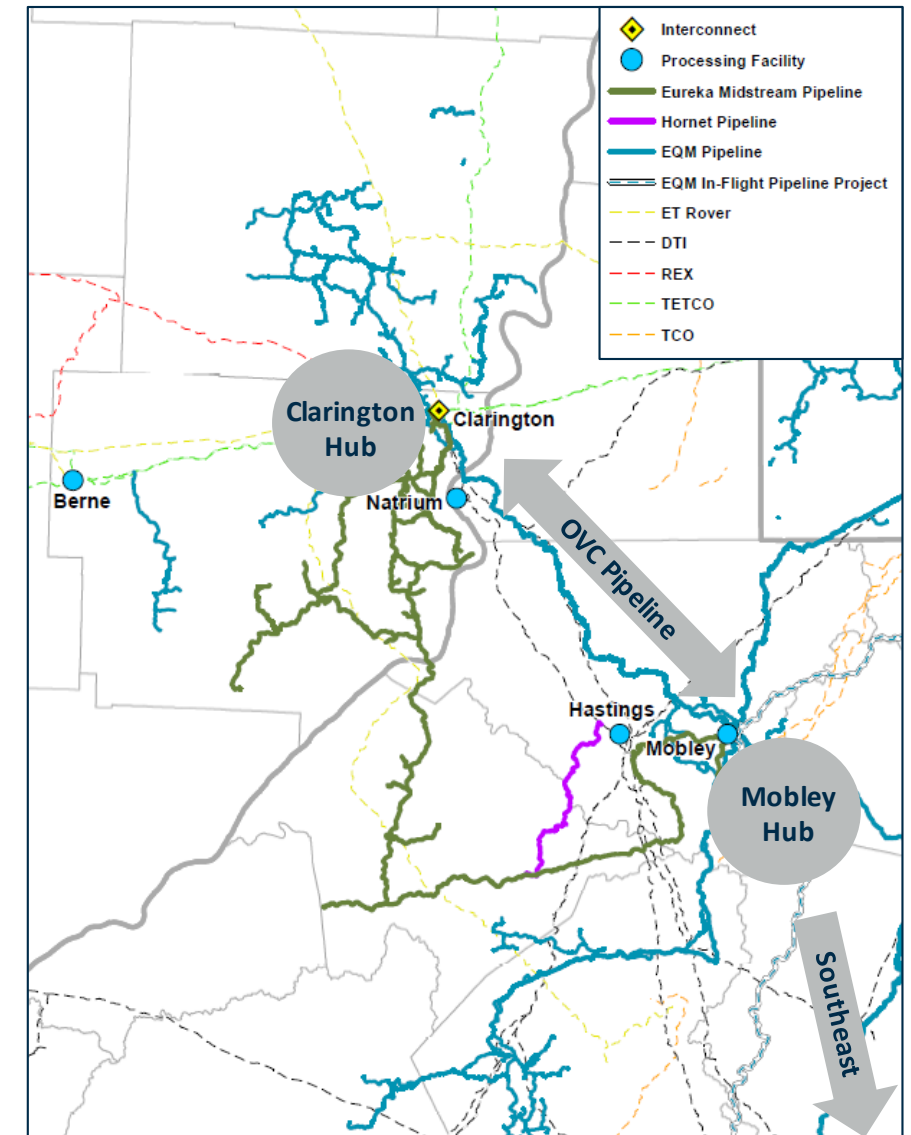 Interconnect
Processing Facility
Eureka Midstream Pipeline
Hornet Pipeline
EQM Pipeline
EQM In-Flight Pipeline Project
ET Rover
DTI
REX
TETCO
TCO
Clarington
Hub
Clarington
Berne
Natrium
OVC Pipeline
Hastings
Mobley
Mobley
Hub
Southeast